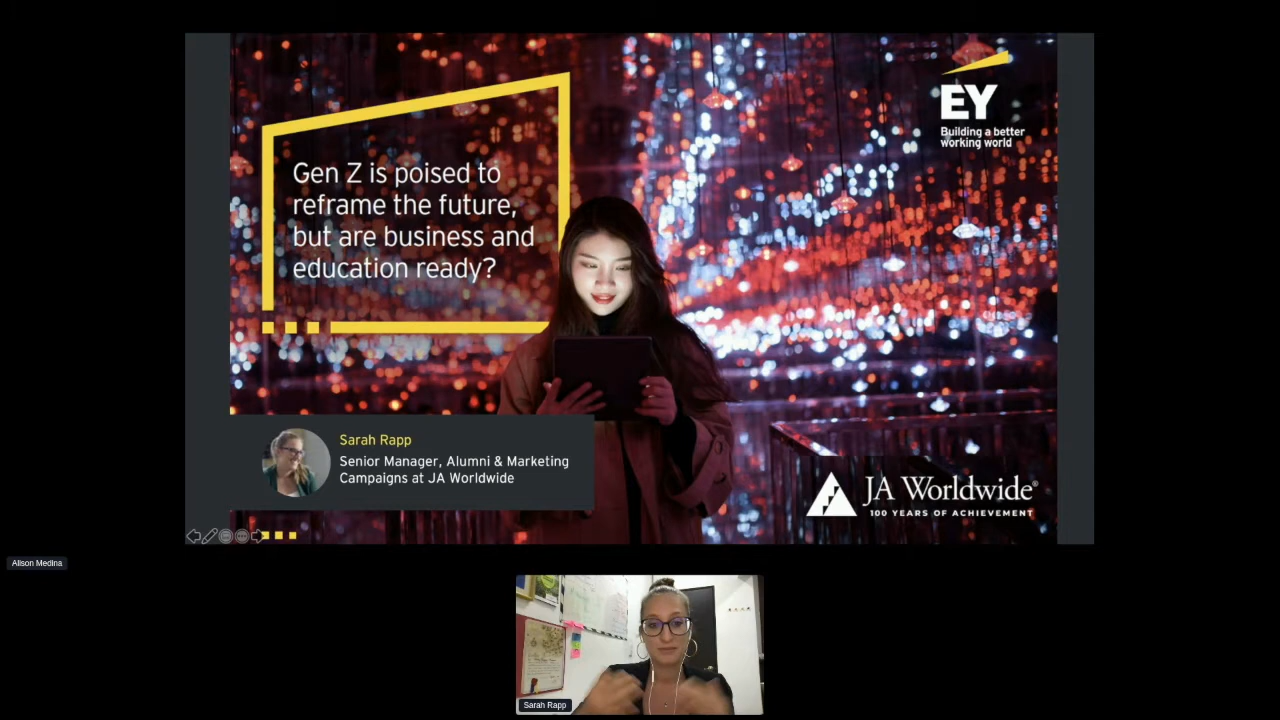 EY
Building a better
working world
Gen Z is poised to
reframe the future,
but are business and
education ready?
Sarah Rapp
Senior Manager, Alumni & Marketing
Campaigns at JA Worldwide
JA Worldwide®
100 YEARS OF ACHIEVEMENT
Alison Medina
Sarah Rapp